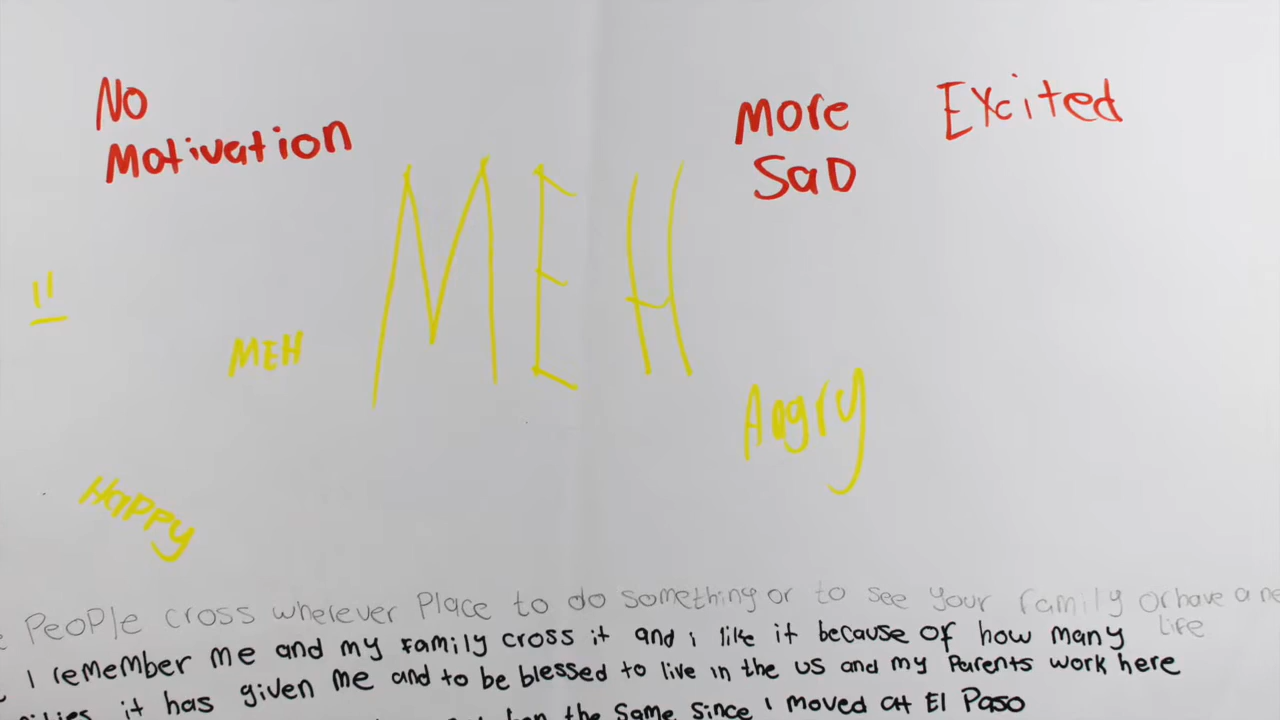 No
Motivation
More
SaD
Excited
MEH
MEH
Angry
Happy
PeoPle cross wherever Place to do something or to see your family or have a
life
I remember me and my Family cross it and i like it because of how many
it has given me and to be blessed to live in the us and my Parents work here
the same since I moved at El Paso